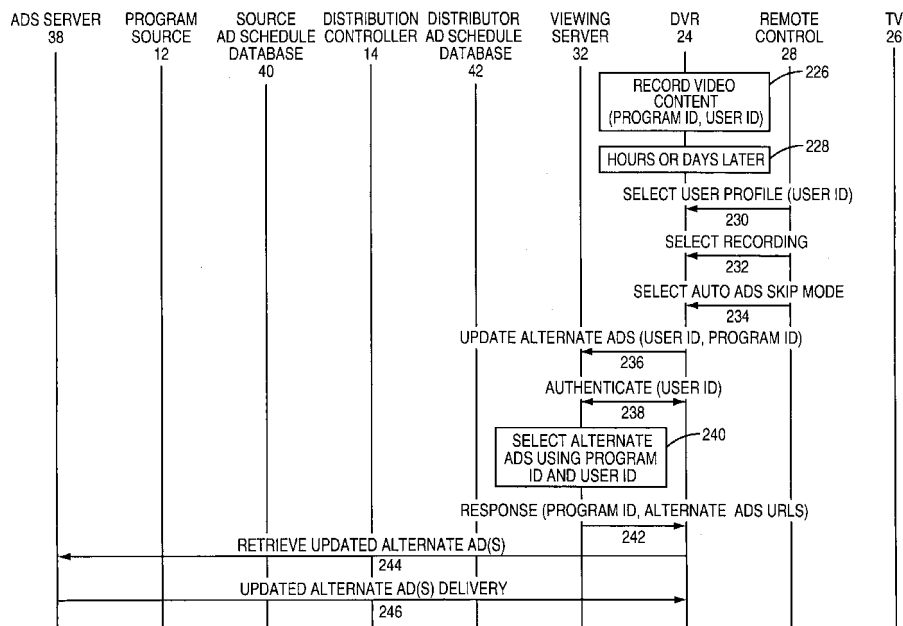 ADS SERVER
38
PROGRAM
SOURCE
12
SOURCE
AD SCHEDULE
DATABASE
40
DISTRIBUTION
CONTROLLER
14
DISTRIBUTOR
AD SCHEDULE
DATABASE
42
VIEWING
SERVER
32
DVR
24
REMOTE
CONTROL
28
TV
26
RECORD VIDEO
CONTENT
(PROGRAM ID, USER ID)
226
HOURS OR DAYS LATER
228
SELECT USER PROFILE (USER ID)
230
SELECT RECORDING
232
SELECT AUTO ADS SKIP MODE
234
UPDATE ALTERNATE ADS (USER ID, PROGRAM ID)
236
AUTHENTICATE (USER ID)
238
SELECT ALTERNATE
ADS USING PROGRAM
ID AND USER ID
240
RESPONSE (PROGRAM ID, ALTERNATE ADS URLS)
242
RETRIEVE UPDATED ALTERNATE AD(S)
244
UPDATED ALTERNATE AD(S) DELIVERY
246